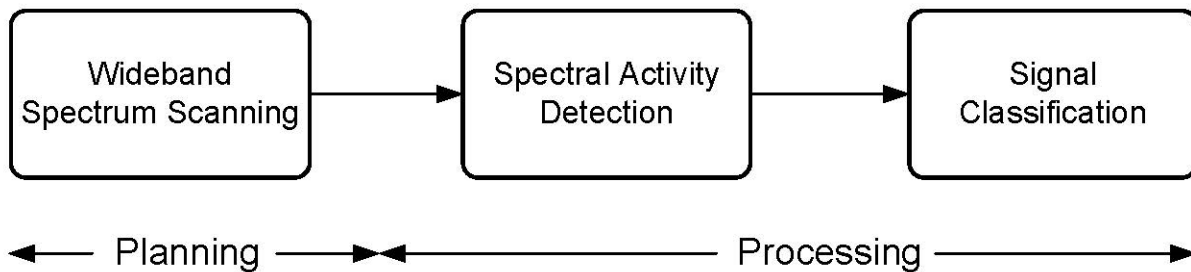 Wideband
Spectrum Scanning
Spectral Activity
Detection
Signal
Classification
Planning
Processing